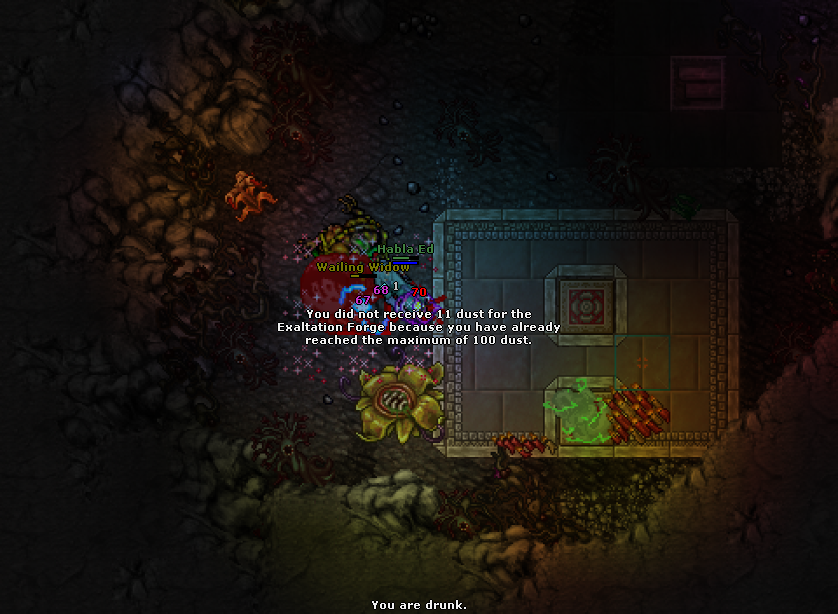 Habla Ed
Wailing Widow
68 1 70
67
You did not receive 11 dust for the
Exaltation Forge because you have already
reached the maximum of 100 dust.
You are drunk.